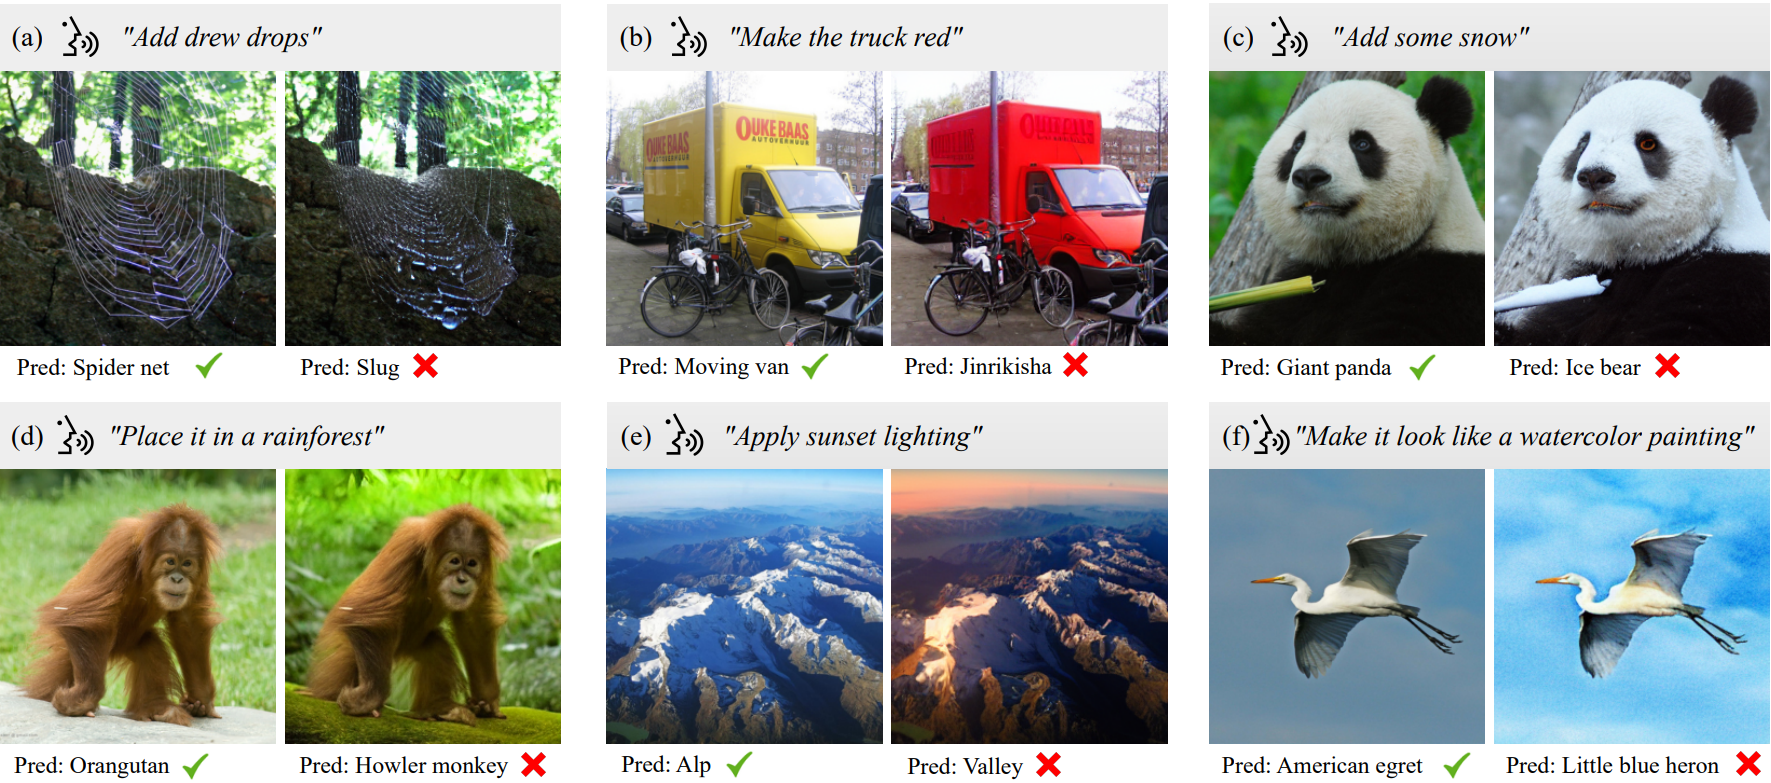 (a) "Add drew drops"
Pred: Spider net
Pred: Slug
(b) "Make the truck red"
OUKE BAAS
AUTOVERHUUR
OUKE BAAS
AUTOVERHUUR
Pred: Moving van
Pred: Jinrikisha
(c) "Add some snow"
Pred: Giant panda
Pred: Ice bear
(d) "Place it in a rainforest"
Pred: Orangutan
Pred: Howler monkey
(e) "Apply sunset lighting"
Pred: Alp
Pred: Valley
(f) "Make it look like a watercolor painting"
Pred: American egret
Pred: Little blue heron